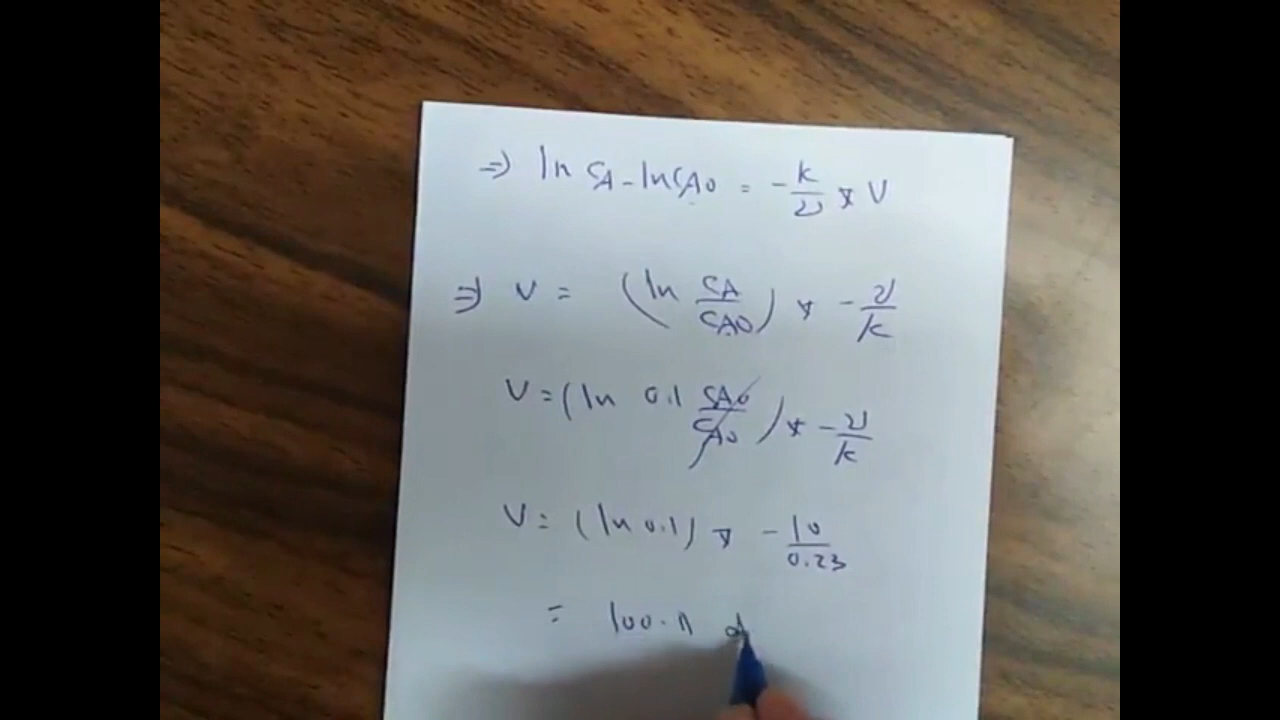 ⇒ ln CA - ln CA0 = - k/υ * V
⇒ V = (ln CA/CA0) * - υ/k
V = (ln 0.1 CA0/CA0) * - υ/k
V = (ln 0.1) * - 10/0.23
= 100.1 d